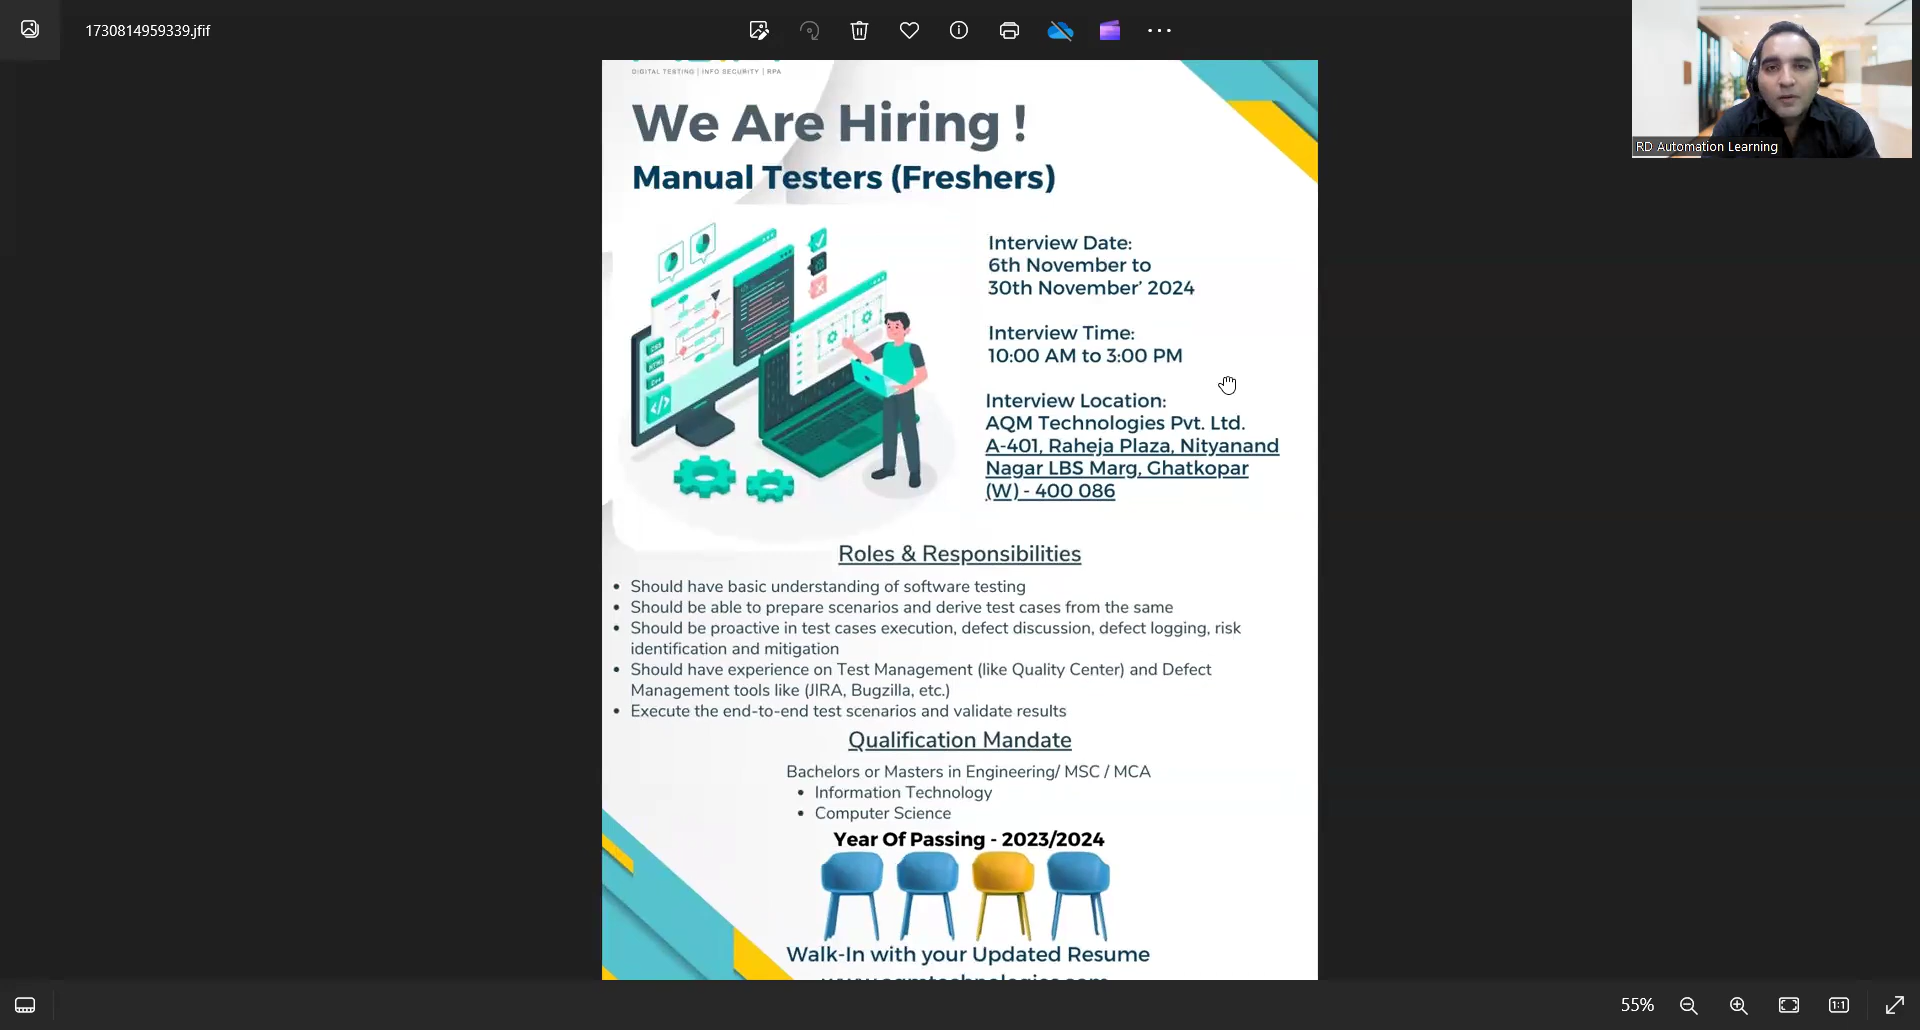 1730814959339.jfif
RD Automation Learning
DIGITAL TESTING | INFO SECURITY | RPA
We Are Hiring !
Manual Testers (Freshers)
Interview Date:
6th November to
30th November’ 2024
Interview Time:
10:00 AM to 3:00 PM
Interview Location:
AQM Technologies Pvt. Ltd.
A-401, Raheja Plaza, Nityanand
Nagar LBS Marg, Ghatkopar
(W) - 400 086
CSS
HTML
C++
</>
Roles & Responsibilities
• Should have basic understanding of software testing
• Should be able to prepare scenarios and derive test cases from the same
• Should be proactive in test cases execution, defect discussion, defect logging, risk
identification and mitigation
• Should have experience on Test Management (like Quality Center) and Defect
Management tools like (JIRA, Bugzilla, etc.)
• Execute the end-to-end test scenarios and validate results
Qualification Mandate
Bachelors or Masters in Engineering/ MSC / MCA
• Information Technology
• Computer Science
Year Of Passing - 2023/2024
Walk-In with your Updated Resume
www.aqmtechnologies.com
55%
1:1